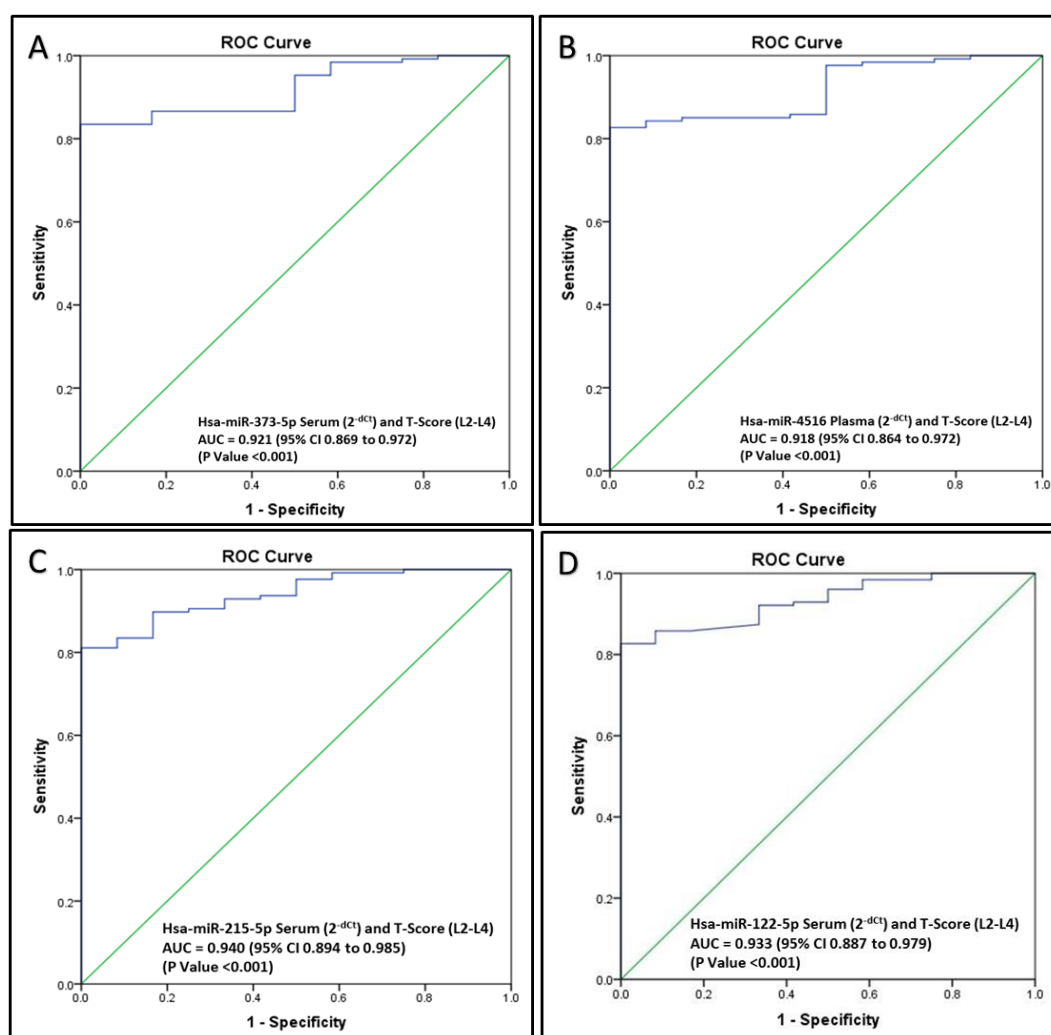 A
ROC Curve
Sensitivity
1.0
0.8
0.6
0.4
0.2
0.0
Hsa-miR-373-5p Serum (2^-dCt) and T-Score (L2-L4)
AUC = 0.921 (95% CI 0.869 to 0.972)
(P Value <0.001)
0.0 0.2 0.4 0.6 0.8 1.0
1 - Specificity
B
ROC Curve
Sensitivity
1.0
0.8
0.6
0.4
0.2
0.0
Hsa-miR-4516 Plasma (2^-dCt) and T-Score (L2-L4)
AUC = 0.918 (95% CI 0.864 to 0.972)
(P Value <0.001)
0.0 0.2 0.4 0.6 0.8 1.0
1 - Specificity
C
ROC Curve
Sensitivity
1.0
0.8
0.6
0.4
0.2
0.0
Hsa-miR-215-5p Serum (2^-dCt) and T-Score (L2-L4)
AUC = 0.940 (95% CI 0.894 to 0.985)
(P Value <0.001)
0.0 0.2 0.4 0.6 0.8 1.0
1 - Specificity
D
ROC Curve
Sensitivity
1.0
0.8
0.6
0.4
0.2
0.0
Hsa-miR-122-5p Serum (2^-dCt) and T-Score (L2-L4)
AUC = 0.933 (95% CI 0.887 to 0.979)
(P Value <0.001)
0.0 0.2 0.4 0.6 0.8 1.0
1 - Specificity